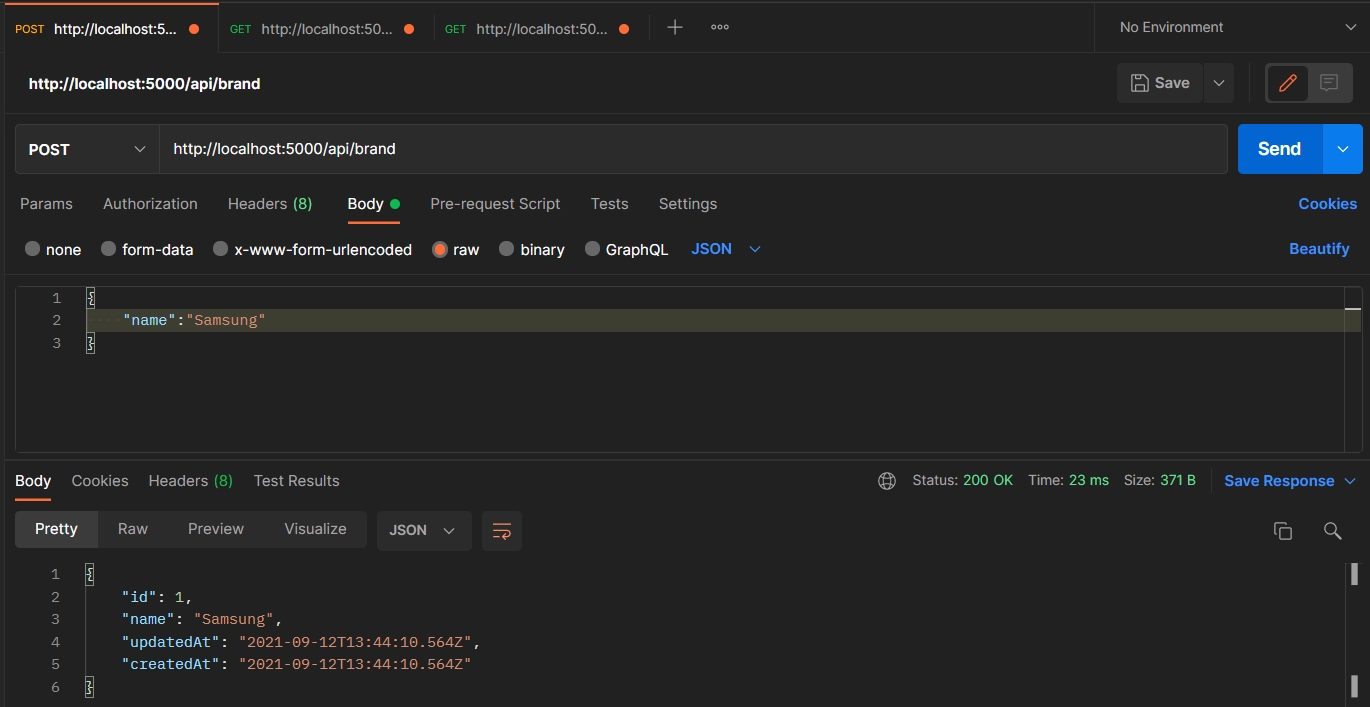 POST http://localhost:5... GET http://localhost:50... GET http://localhost:50... No Environment
http://localhost:5000/api/brand Save
POST http://localhost:5000/api/brand Send
Params Authorization Headers (8) Body Pre-request Script Tests Settings Cookies
none form-data x-www-form-urlencoded raw binary GraphQL JSON Beautify
1 {
2 "name":"Samsung"
3 }
Body Cookies Headers (8) Test Results Status: 200 OK Time: 23 ms Size: 371 B Save Response
Pretty Raw Preview Visualize JSON
1 {
2 "id": 1,
3 "name": "Samsung",
4 "updatedAt": "2021-09-12T13:44:10.564Z",
5 "createdAt": "2021-09-12T13:44:10.564Z"
6 }